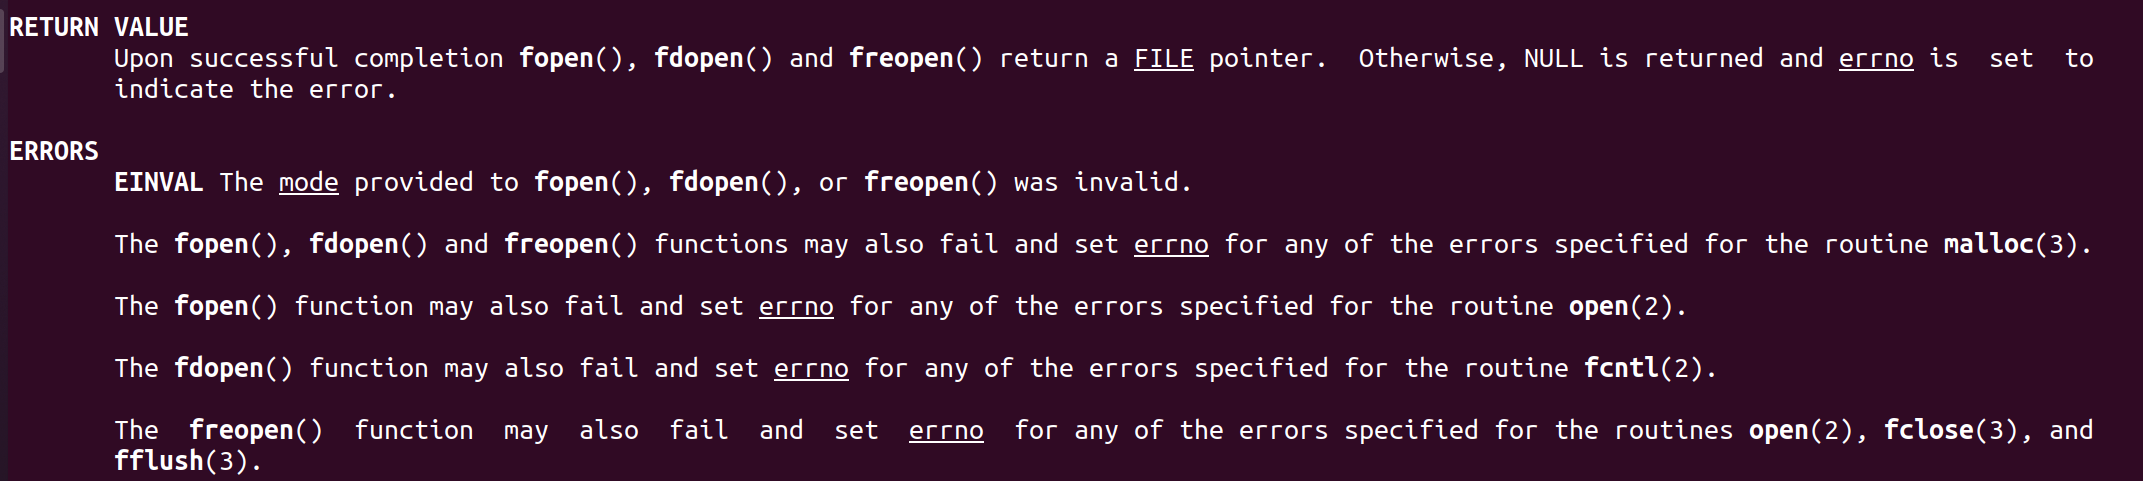 RETURN VALUE
Upon successful completion fopen(), fdopen() and freopen() return a FILE pointer.  Otherwise, NULL is returned and errno is  set  to
indicate the error.
ERRORS
EINVAL The mode provided to fopen(), fdopen(), or freopen() was invalid.
The fopen(), fdopen() and freopen() functions may also fail and set errno for any of the errors specified for the routine malloc(3).
The fopen() function may also fail and set errno for any of the errors specified for the routine open(2).
The fdopen() function may also fail and set errno for any of the errors specified for the routine fcntl(2).
The  freopen()  function  may  also  fail  and  set  errno  for any of the errors specified for the routines open(2), fclose(3), and
fflush(3).